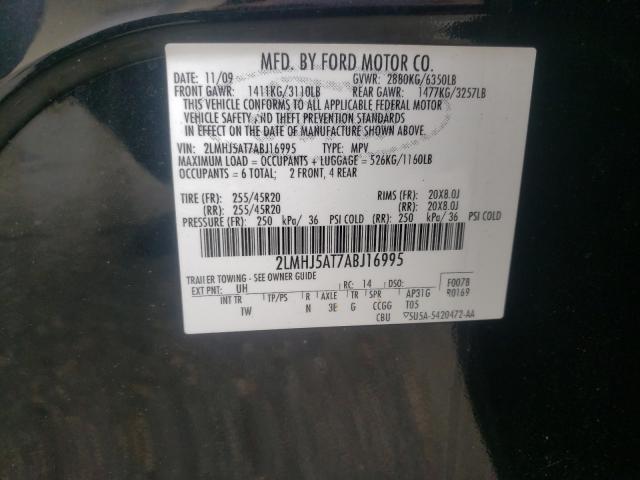 MFD. BY FORD MOTOR CO.
DATE: 11/09 GVWR: 2880KG/6350LB
FRONT GAWR: 1411KG/3110LB REAR GAWR: 1477KG/3257LB
THIS VEHICLE CONFORMS TO ALL APPLICABLE FEDERAL MOTOR
VEHICLE SAFETY AND THEFT PREVENTION STANDARDS
IN EFFECT ON THE DATE OF MANUFACTURE SHOWN ABOVE.
VIN: 2LMHJ5AT7ABJ16995 TYPE: MPV
MAXIMUM LOAD = OCCUPANTS + LUGGAGE = 526KG/1160LB
OCCUPANTS = 6 TOTAL; 2 FRONT, 4 REAR
TIRE (FR): 255/45R20 RIMS (FR): 20X8.0J
(RR): 255/45R20 (RR): 20X8.0J
PRESSURE (FR): 250 kPa/ 36 PSI COLD (RR): 250 kPa/ 36 PSI COLD
2LMHJ5AT7ABJ16995
TRAILER TOWING - SEE OWNER GUIDE
EXT PNT: UH RC: 14 DSO: F0078
INT TR TP/PS R AXLE TR SPR AP31G R0169
TW N 3E G CCGG T05
CBU 5U5A-5420472-AA